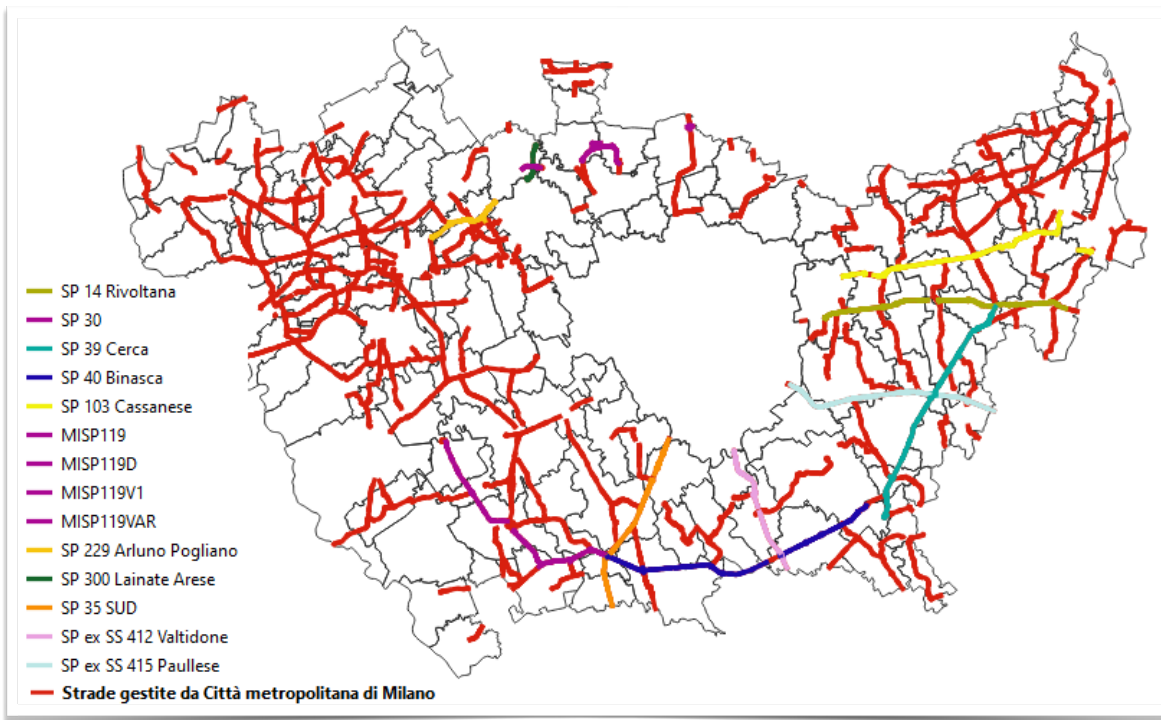 SP 14 Rivoltana
SP 30
SP 39 Cerca
SP 40 Binasca
SP 103 Cassanese
MISP119
MISP119D
MISP119V1
MISP119VAR
SP 229 Arluno Pogliano
SP 300 Lainate Arese
SP 35 SUD
SP ex SS 412 Valtidone
SP ex SS 415 Paullese
Strade gestite da Città metropolitana di Milano